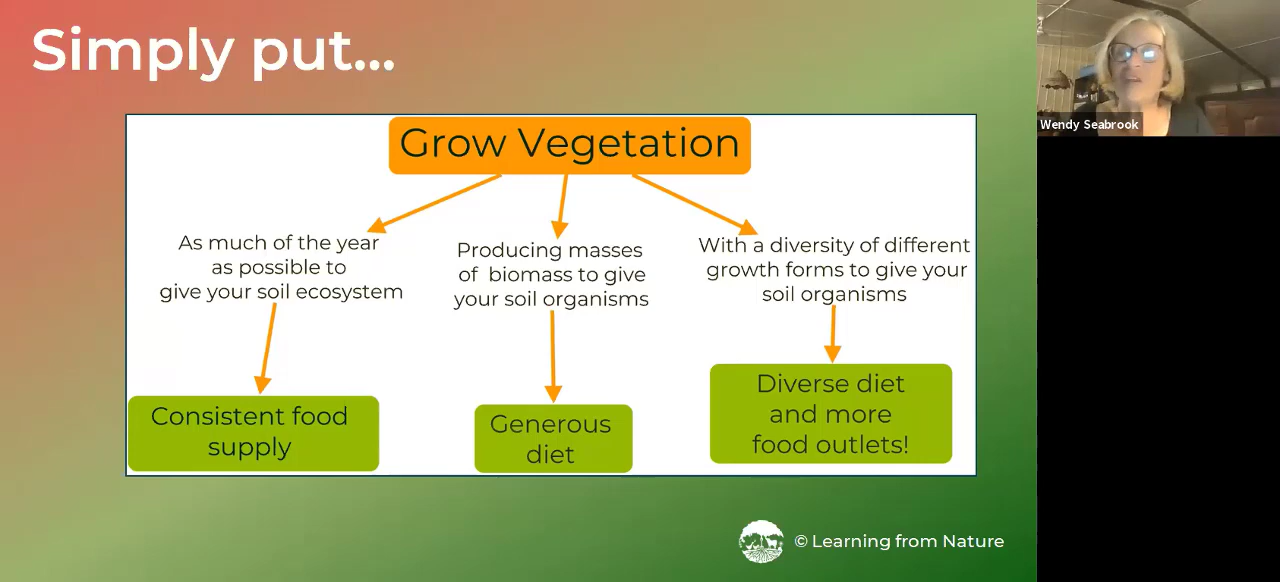 Simply put...
Wendy Seabrook
Grow Vegetation
As much of the year
as possible to
give your soil ecosystem
Producing masses
of biomass to give
your soil organisms
With a diversity of different
growth forms to give your
soil organisms
Consistent food
supply
Generous
diet
Diverse diet
and more
food outlets!
© Learning from Nature